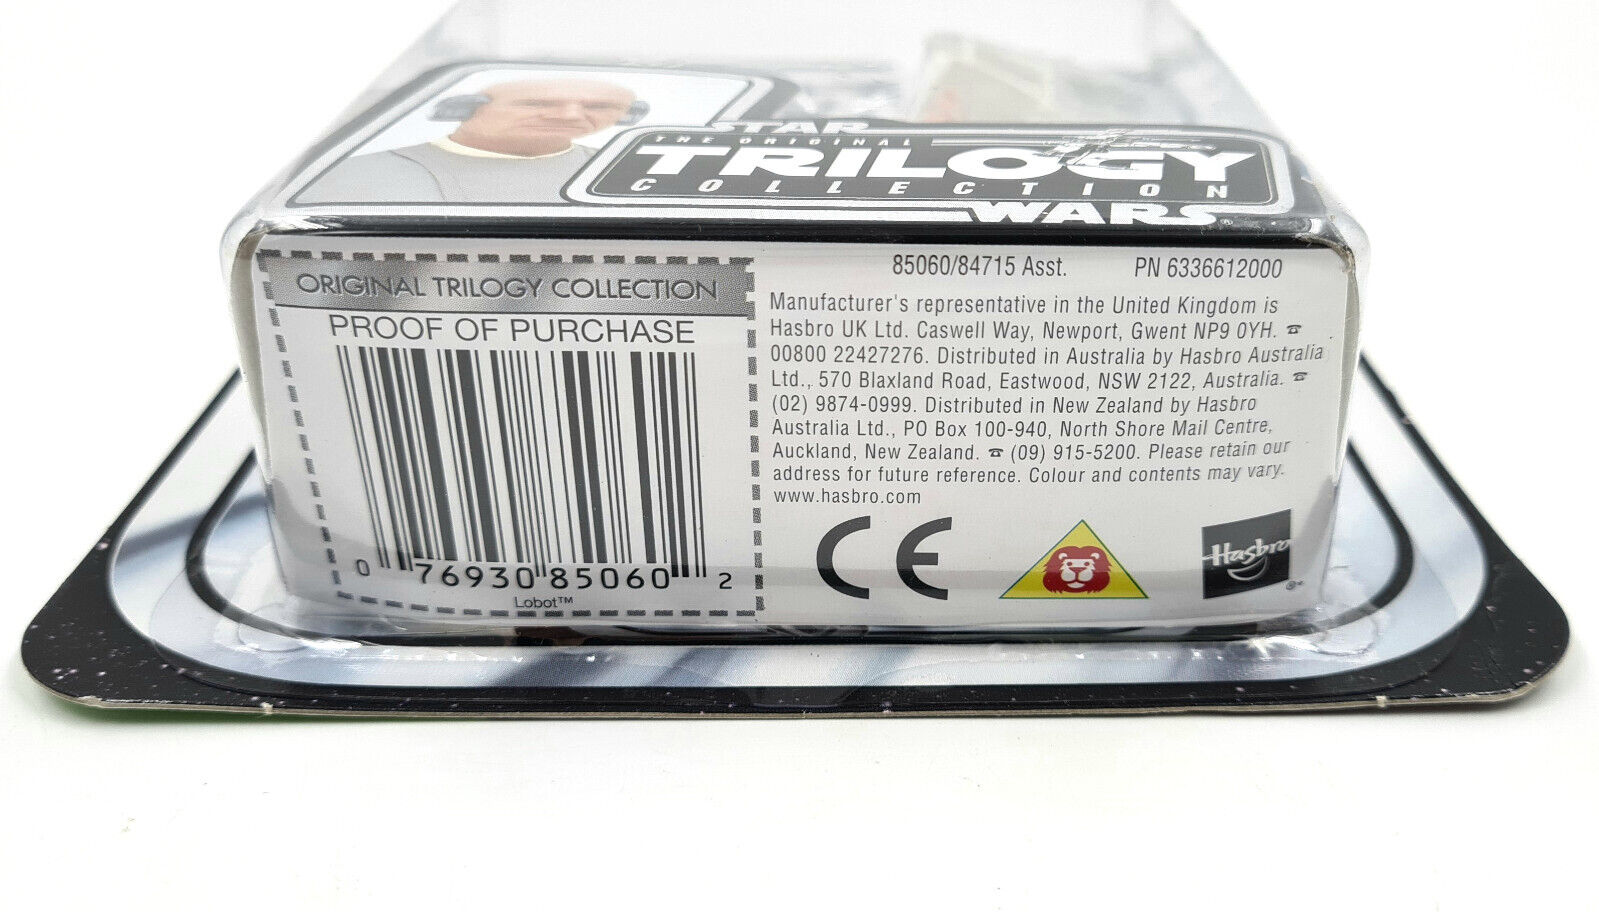 STAR
THE ORIGINAL
TRILOGY
COLLECTION
WARS
ORIGINAL TRILOGY COLLECTION
PROOF OF PURCHASE
0 76930 85060 2
Lobot™
85060/84715 Asst. PN 6336612000
Manufacturer's representative in the United Kingdom is
Hasbro UK Ltd. Caswell Way, Newport, Gwent NP9 0YH. ☎
00800 22427276. Distributed in Australia by Hasbro Australia
Ltd., 570 Blaxland Road, Eastwood, NSW 2122, Australia. ☎
(02) 9874-0999. Distributed in New Zealand by Hasbro
Australia Ltd., PO Box 100-940, North Shore Mail Centre,
Auckland, New Zealand. ☎ (09) 915-5200. Please retain our
address for future reference. Colour and contents may vary.
www.hasbro.com
CE
Hasbro